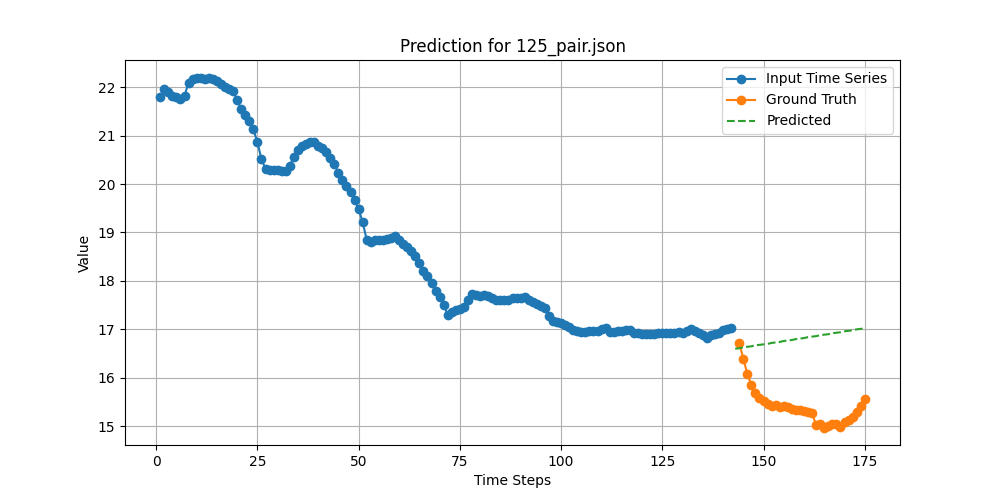 Prediction for 125_pair.json
Input Time Series
Ground Truth
Predicted
Value
22
21
20
19
18
17
16
15
0 25 50 75 100 125 150 175
Time Steps